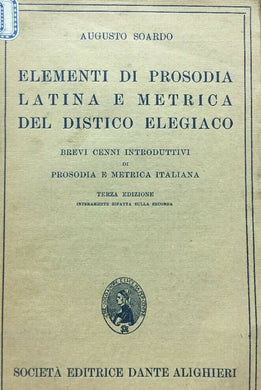 AUGUSTO SOARDO
ELEMENTI DI PROSODIA
LATINA E METRICA
DEL DISTICO ELEGIACO
BREVI CENNI INTRODUTTIVI
DI
PROSODIA E METRICA ITALIANA
TERZA EDIZIONE
INTERAMENTE RIFATTA SULLA SECONDA
SOCIETÀ EDITRICE DANTE ALIGHIERI